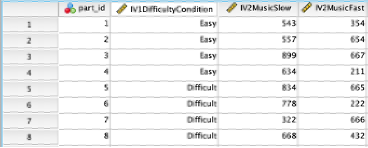 part_id IV1DifficultyCondition IV2MusicSlow IV2MusicFast
1 1 Easy 543 354
2 2 Easy 557 654
3 3 Easy 899 667
4 4 Easy 634 211
5 5 Difficult 834 665
6 6 Difficult 778 222
7 7 Difficult 322 666
8 8 Difficult 668 432